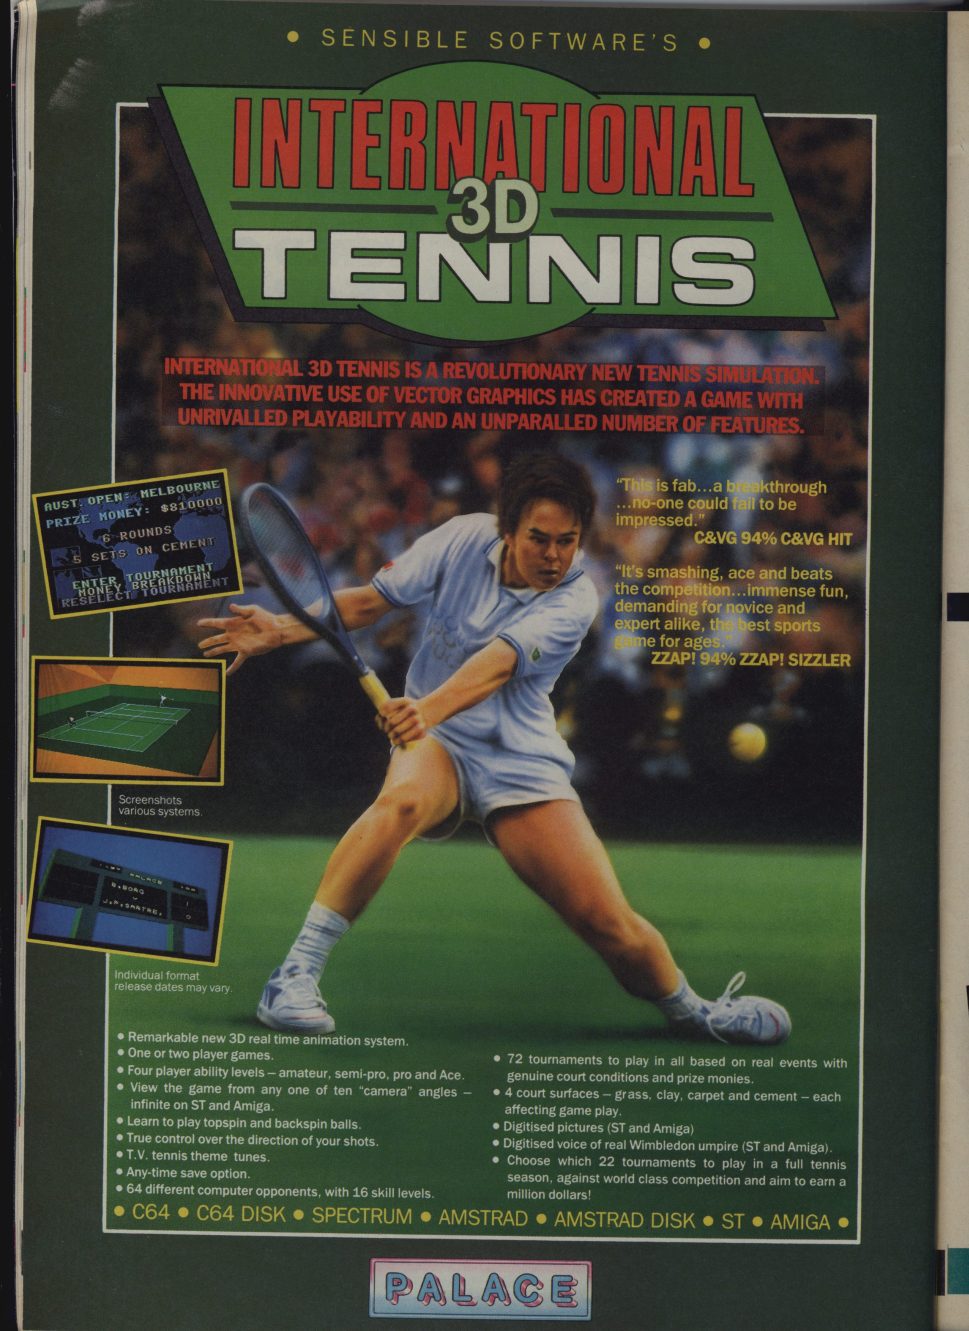 • SENSIBLE SOFTWARE'S •
INTERNATIONAL
3D
TENNIS
INTERNATIONAL 3D TENNIS IS A REVOLUTIONARY NEW TENNIS SIMULATION.
THE INNOVATIVE USE OF VECTOR GRAPHICS HAS CREATED A GAME WITH
UNRIVALLED PLAYABILITY AND AN UNPARALLED NUMBER OF FEATURES.
"This is fab...a breakthrough
...no-one could fail to be
impressed."
C&VG 94% C&VG HIT
"It's smashing, ace and beats
the competition...immense fun,
demanding for novice and
expert alike, the best sports
game for ages."
ZZAP! 94% ZZAP! SIZZLER
AUST. OPEN: MELBOURNE
PRIZE MONEY: $810000
6 ROUNDS
5 SETS ON CEMENT
ENTER TOURNAMENT
MONEY BREAKDOWN
RESELECT TOURNAMENT
Screenshots
various systems.
PALACE
B.BORG 1
V
J.P.SARTRE. 0
Individual format
release dates may vary.
• Remarkable new 3D real time animation system.
• One or two player games.
• Four player ability levels – amateur, semi-pro, pro and Ace.
• View the game from any one of ten "camera" angles –
infinite on ST and Amiga.
• Learn to play topspin and backspin balls.
• True control over the direction of your shots.
• T.V. tennis theme tunes.
• Any-time save option.
• 64 different computer opponents, with 16 skill levels.
• 72 tournaments to play in all based on real events with
genuine court conditions and prize monies.
• 4 court surfaces – grass, clay, carpet and cement – each
affecting game play.
• Digitised pictures (ST and Amiga)
• Digitised voice of real Wimbledon umpire (ST and Amiga).
• Choose which 22 tournaments to play in a full tennis
season, against world class competition and aim to earn a
million dollars!
• C64 • C64 DISK • SPECTRUM • AMSTRAD • AMSTRAD DISK • ST • AMIGA •
PALACE